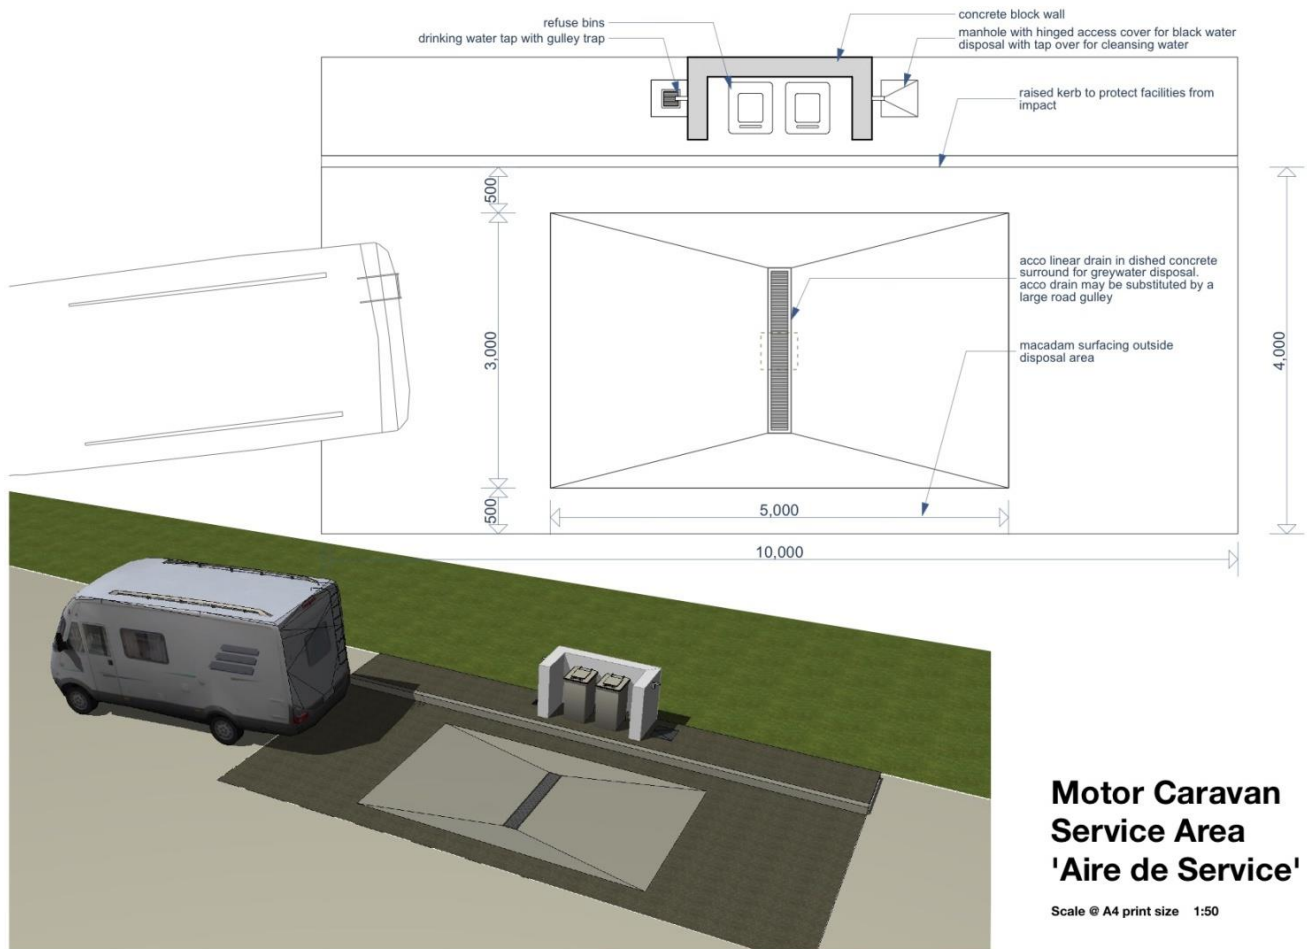 refuse bins
drinking water tap with gulley trap
concrete block wall
manhole with hinged access cover for black water
disposal with tap over for cleansing water
raised kerb to protect facilities from
impact
500
3,000
500
4,000
acco linear drain in dished concrete
surround for greywater disposal.
acco drain may be substituted by a
large road gulley
macadam surfacing outside
disposal area
5,000
10,000
Motor Caravan
Service Area
'Aire de Service'
Scale @ A4 print size 1:50